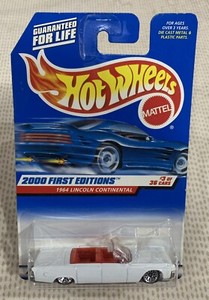 GUARANTEED
FOR LIFE
FOR AGES
OVER 3 YEARS.
DIE CAST METAL &
PLASTIC PARTS.
Hot Wheels
MATTEL
2000 FIRST EDITIONS
1964 LINCOLN CONTINENTAL
#3 OF
36 CARS